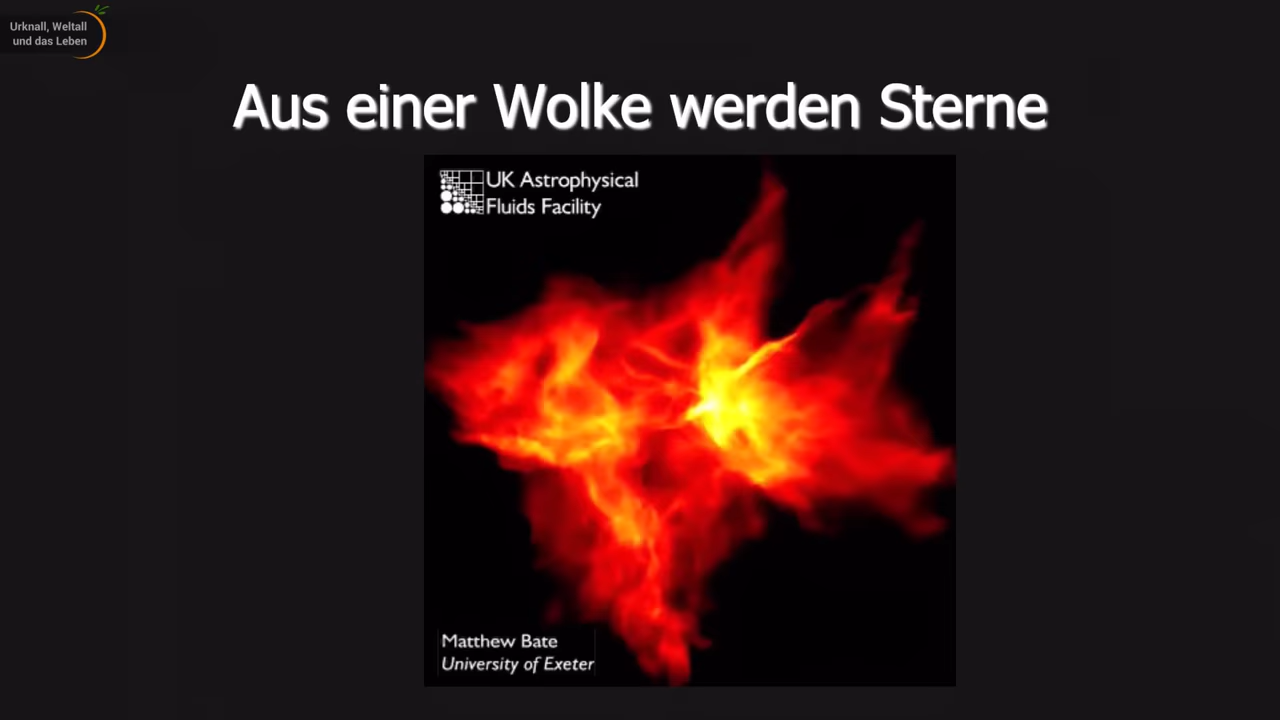 Urknall, Weltall
und das Leben
Aus einer Wolke werden Sterne
UK Astrophysical
Fluids Facility
Matthew Bate
University of Exeter